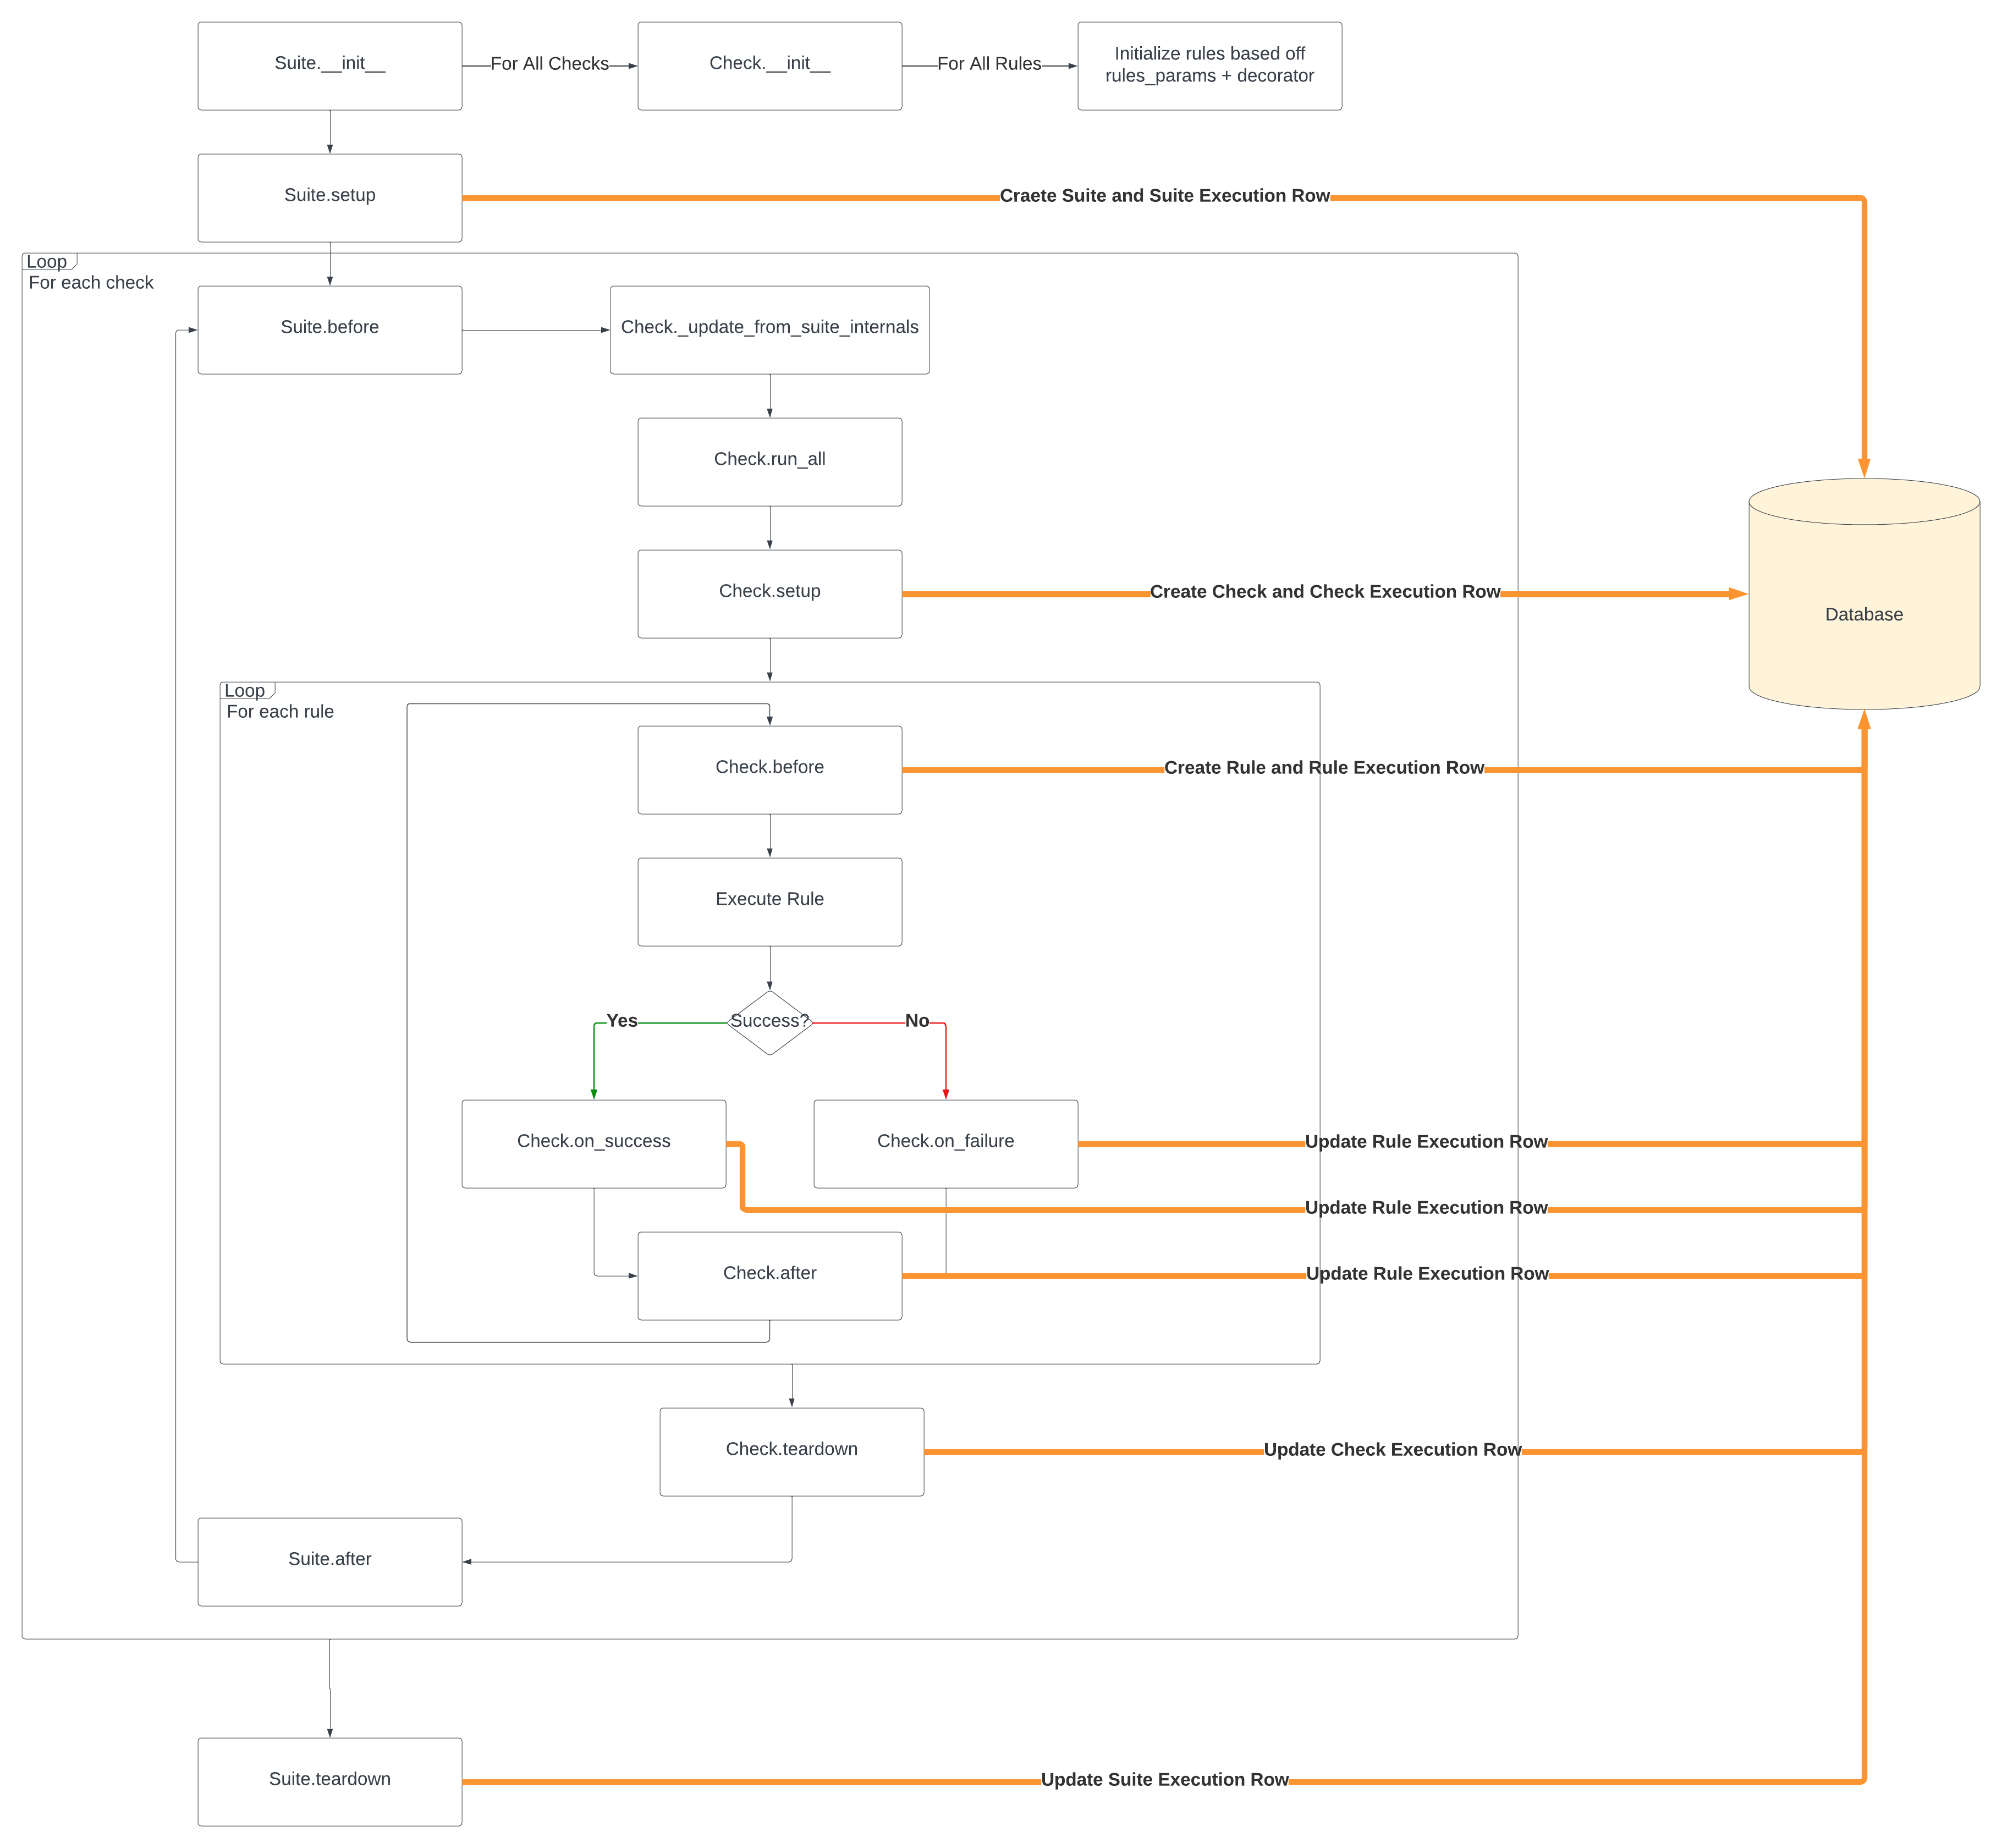 Suite.__init__
For All Checks
Check.__init__
For All Rules
Initialize rules based off
rules_params + decorator
Suite.setup
Craete Suite and Suite Execution Row
Loop
For each check
Suite.before
Check._update_from_suite_internals
Check.run_all
Check.setup
Create Check and Check Execution Row
Database
Loop
For each rule
Check.before
Create Rule and Rule Execution Row
Execute Rule
Success?
Yes
No
Check.on_success
Check.on_failure
Update Rule Execution Row
Update Rule Execution Row
Check.after
Update Rule Execution Row
Check.teardown
Update Check Execution Row
Suite.after
Suite.teardown
Update Suite Execution Row